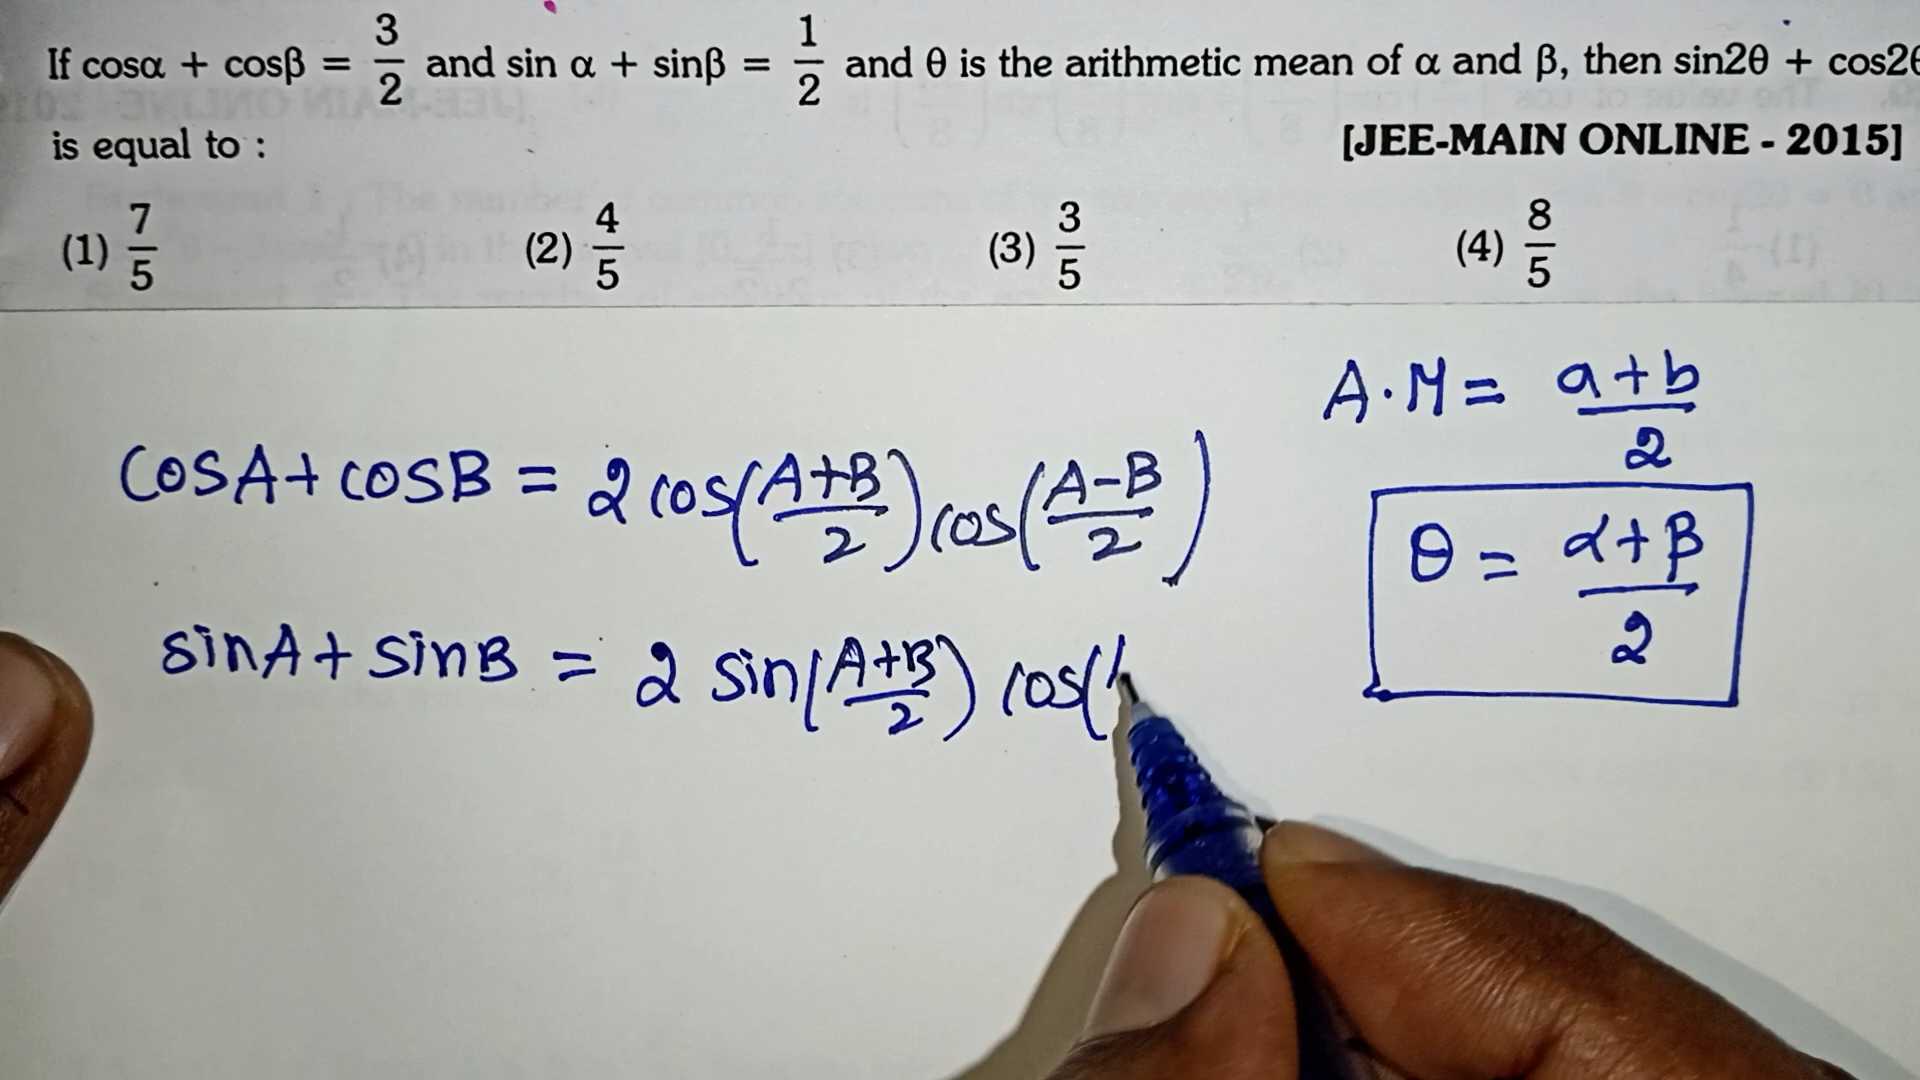 If cosα + cosβ = 3/2 and sin α + sinβ = 1/2 and θ is the arithmetic mean of α and β, then sin2θ + cos2θ
is equal to :
[JEE-MAIN ONLINE - 2015]
(1) 7/5 (2) 4/5 (3) 3/5 (4) 8/5
A.M = a+b/2
cosA + cosB = 2 cos(A+B/2) cos(A-B/2)
θ = α+β/2
sinA + sinB = 2 sin(A+B/2) cos(